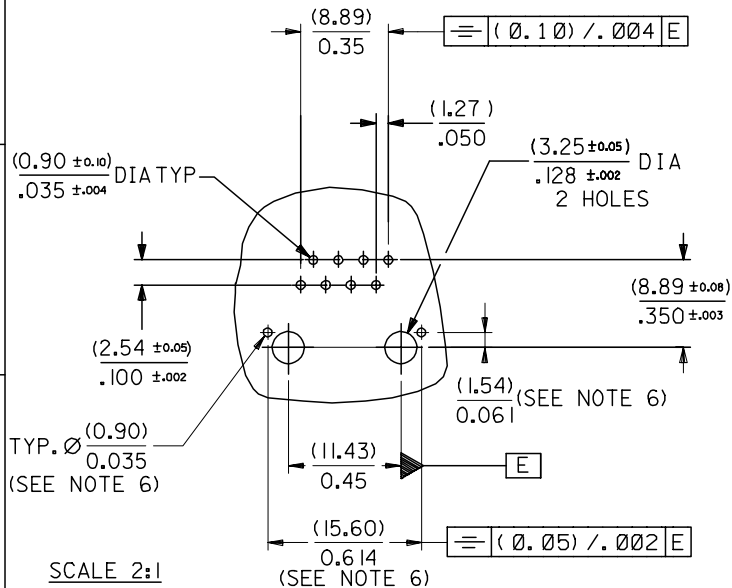 (8.89)
0.35
⌯ (0.10)/.004 E
(1.27)
.050
(0.90 ±0.10)
.035 ±.004
DIA TYP
(3.25 ±0.05)
.128 ±.002
DIA
2 HOLES
(8.89 ±0.08)
.350 ±.003
(2.54 ±0.05)
.100 ±.002
(1.54)
0.061
(SEE NOTE 6)
TYP. Ø (0.90)
0.035
(SEE NOTE 6)
(11.43)
0.45
E
(15.60)
0.614
(SEE NOTE 6)
⌯ (0.05)/.002 E
SCALE 2:1